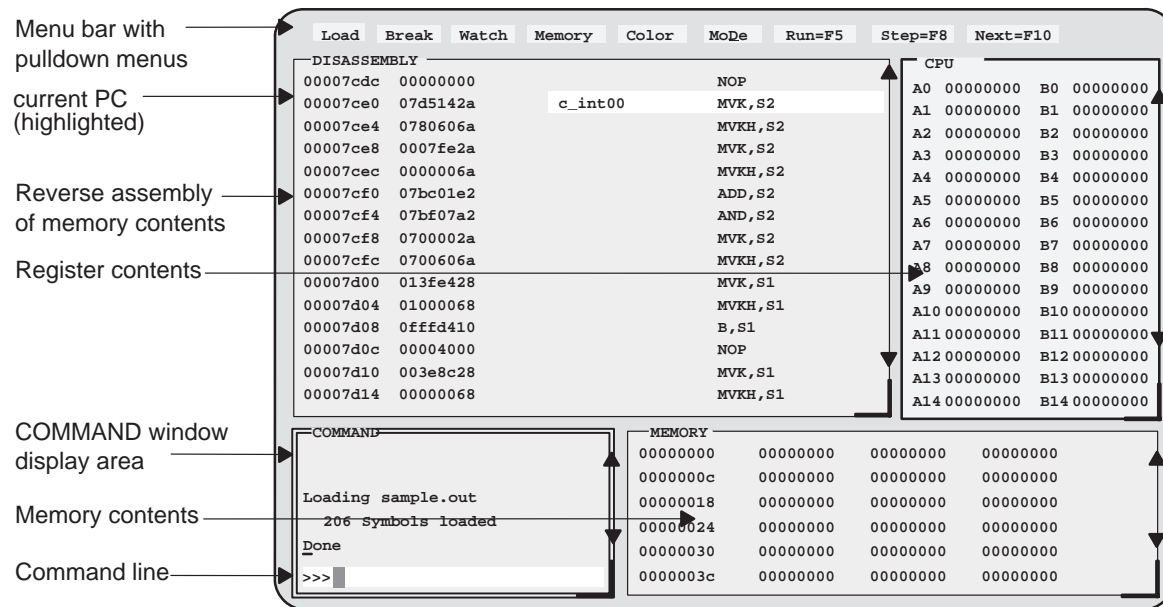 Menu bar with
pulldown menus
current PC
(highlighted)
Reverse assembly
of memory contents
Register contents
COMMAND window
display area
Memory contents
Command line
Load Break Watch Memory Color MoDe Run=F5 Step=F8 Next=F10
DISASSEMBLY
00007cdc 00000000 NOP
00007ce0 07d5142a c_int00 MVK,S2
00007ce4 0780606a MVKH,S2
00007ce8 0007fe2a MVK,S2
00007cec 0000006a MVKH,S2
00007cf0 07bc01e2 ADD,S2
00007cf4 07bf07a2 AND,S2
00007cf8 0700002a MVK,S2
00007cfc 0700606a MVKH,S2
00007d00 013fe428 MVK,S1
00007d04 01000068 MVKH,S1
00007d08 0fffd410 B,S1
00007d0c 00004000 NOP
00007d10 003e8c28 MVK,S1
00007d14 00000068 MVKH,S1
CPU
A0 00000000 B0 00000000
A1 00000000 B1 00000000
A2 00000000 B2 00000000
A3 00000000 B3 00000000
A4 00000000 B4 00000000
A5 00000000 B5 00000000
A6 00000000 B6 00000000
A7 00000000 B7 00000000
A8 00000000 B8 00000000
A9 00000000 B9 00000000
A10 00000000 B10 00000000
A11 00000000 B11 00000000
A12 00000000 B12 00000000
A13 00000000 B13 00000000
A14 00000000 B14 00000000
COMMAND
Loading sample.out
206 Symbols loaded
Done
>>>
MEMORY
00000000 00000000 00000000 00000000
0000000c 00000000 00000000 00000000
00000018 00000000 00000000 00000000
00000024 00000000 00000000 00000000
00000030 00000000 00000000 00000000
0000003c 00000000 00000000 00000000